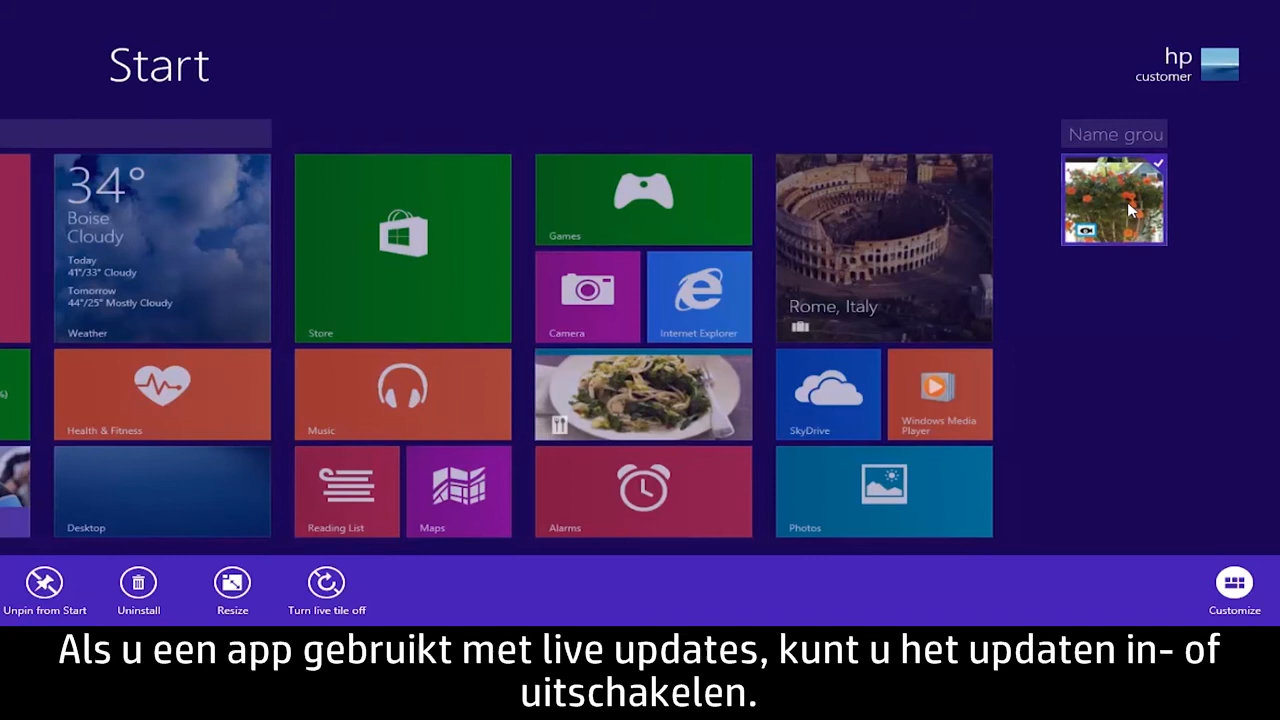 Start
hp
customer
Name grou
34°
Boise
Cloudy
Today
41°/33° Cloudy
Tomorrow
44°/25° Mostly Cloudy
Weather
Store
Games
Camera
Internet Explorer
Rome, Italy
%)
Health & Fitness
Music
SkyDrive
Windows Media
Player
Desktop
Reading List
Maps
Alarms
Photos
Unpin from Start
Uninstall
Resize
Turn live tile off
Customize
Als u een app gebruikt met live updates, kunt u het updaten in- of
uitschakelen.